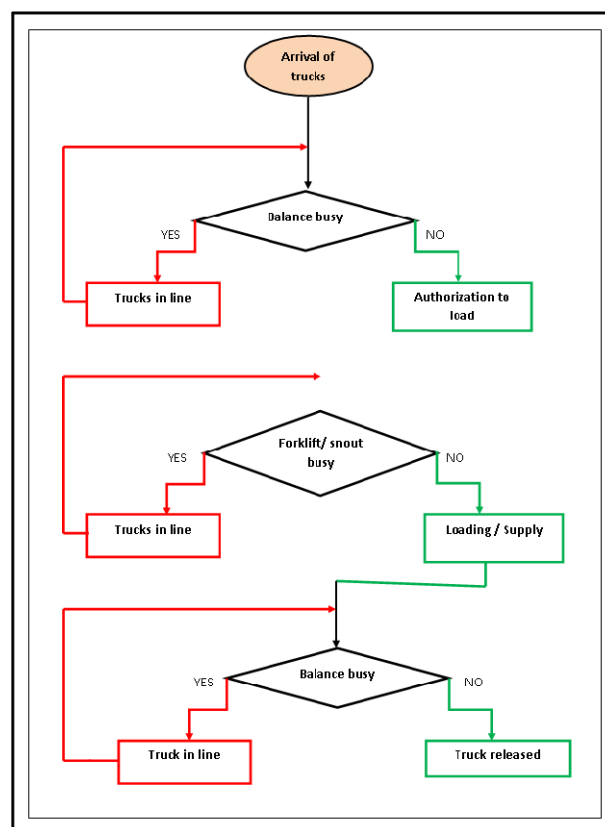 Arrival of
trucks
Balance busy
YES
NO
Trucks in line
Authorization to
load
Forklift/ snout
busy
YES
NO
Trucks in line
Loading / Supply
Balance busy
YES
NO
Truck in line
Truck released